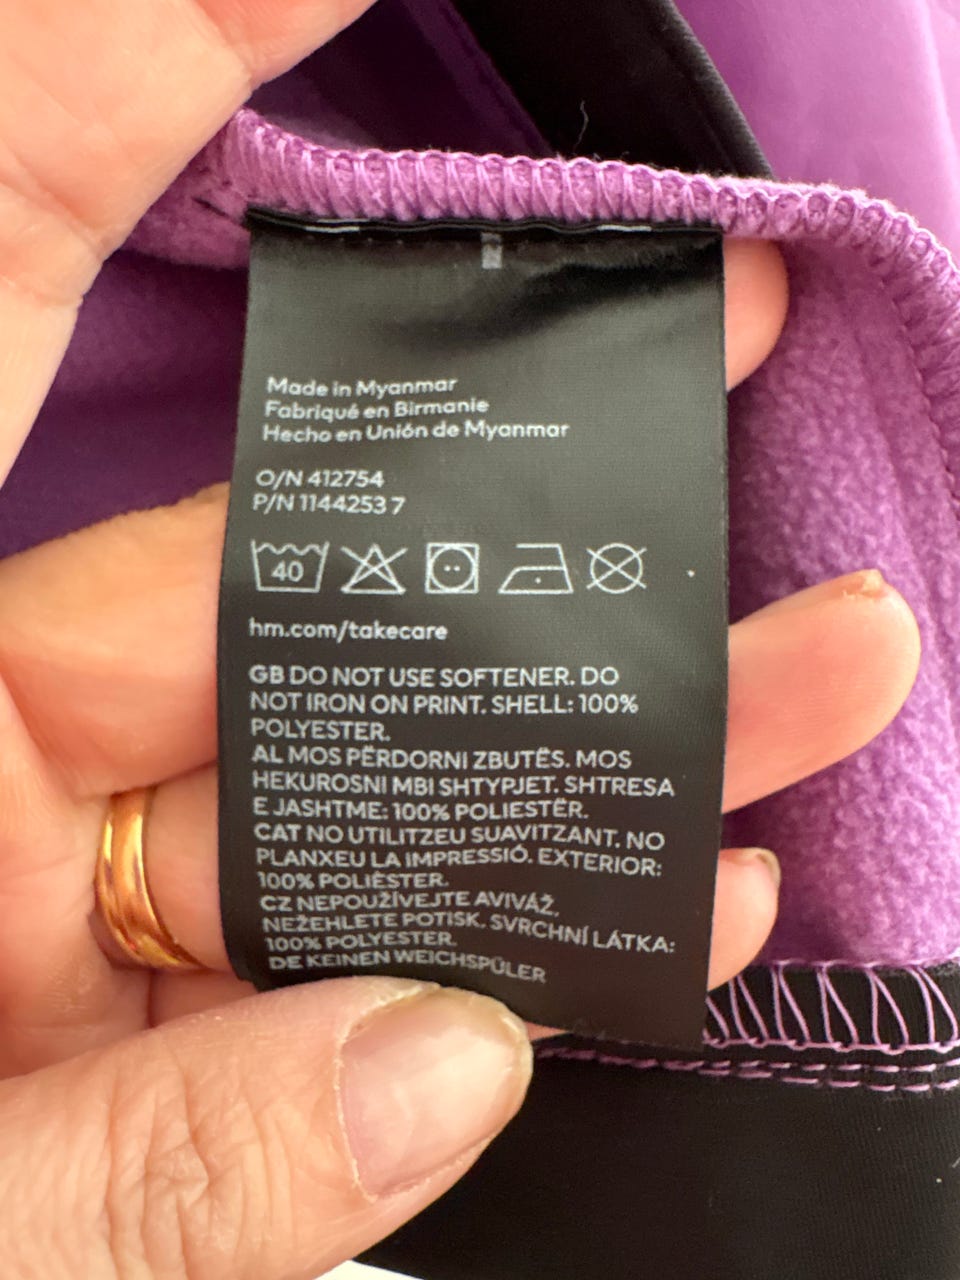 Made in Myanmar
Fabriqué en Birmanie
Hecho en Unión de Myanmar
O/N 412754
P/N 1144253 7
40
hm.com/takecare
GB DO NOT USE SOFTENER. DO
NOT IRON ON PRINT. SHELL: 100%
POLYESTER.
AL MOS PËRDORNI ZBUTËS. MOS
HEKUROSNI MBI SHTYPJET. SHTRESA
E JASHTME: 100% POLIESTËR.
CAT NO UTILITZEU SUAVITZANT. NO
PLANXEU LA IMPRESSIÓ. EXTERIOR:
100% POLIÈSTER.
CZ NEPOUŽÍVEJTE AVIVÁŽ.
NEŽEHLETE POTISK. SVRCHNÍ LÁTKA:
100% POLYESTER.
DE KEINEN WEICHSPÜLER